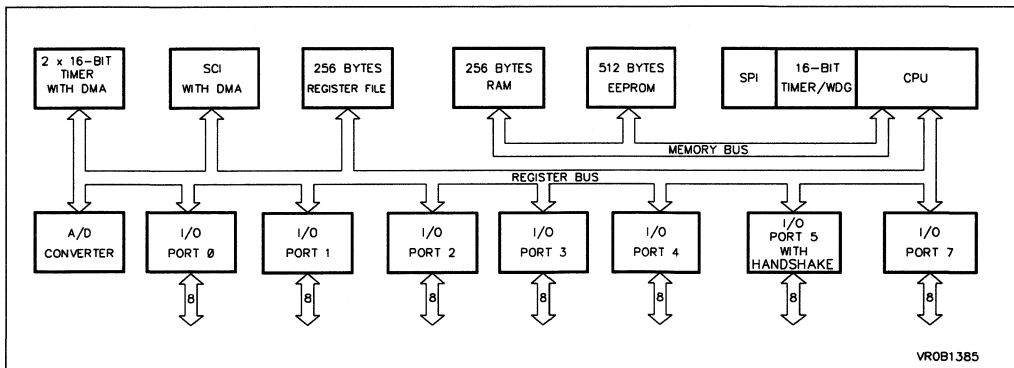 2 x 16-BIT
TIMER
WITH DMA
SCI
WITH DMA
256 BYTES
REGISTER FILE
256 BYTES
RAM
512 BYTES
EEPROM
SPI
16-BIT
TIMER/WDG
CPU
MEMORY BUS
REGISTER BUS
A/D
CONVERTER
I/O
PORT 0
I/O
PORT 1
I/O
PORT 2
I/O
PORT 3
I/O
PORT 4
I/O
PORT 5
WITH
HANDSHAKE
I/O
PORT 7
8
8
8
8
8
8
8
VR0B1385